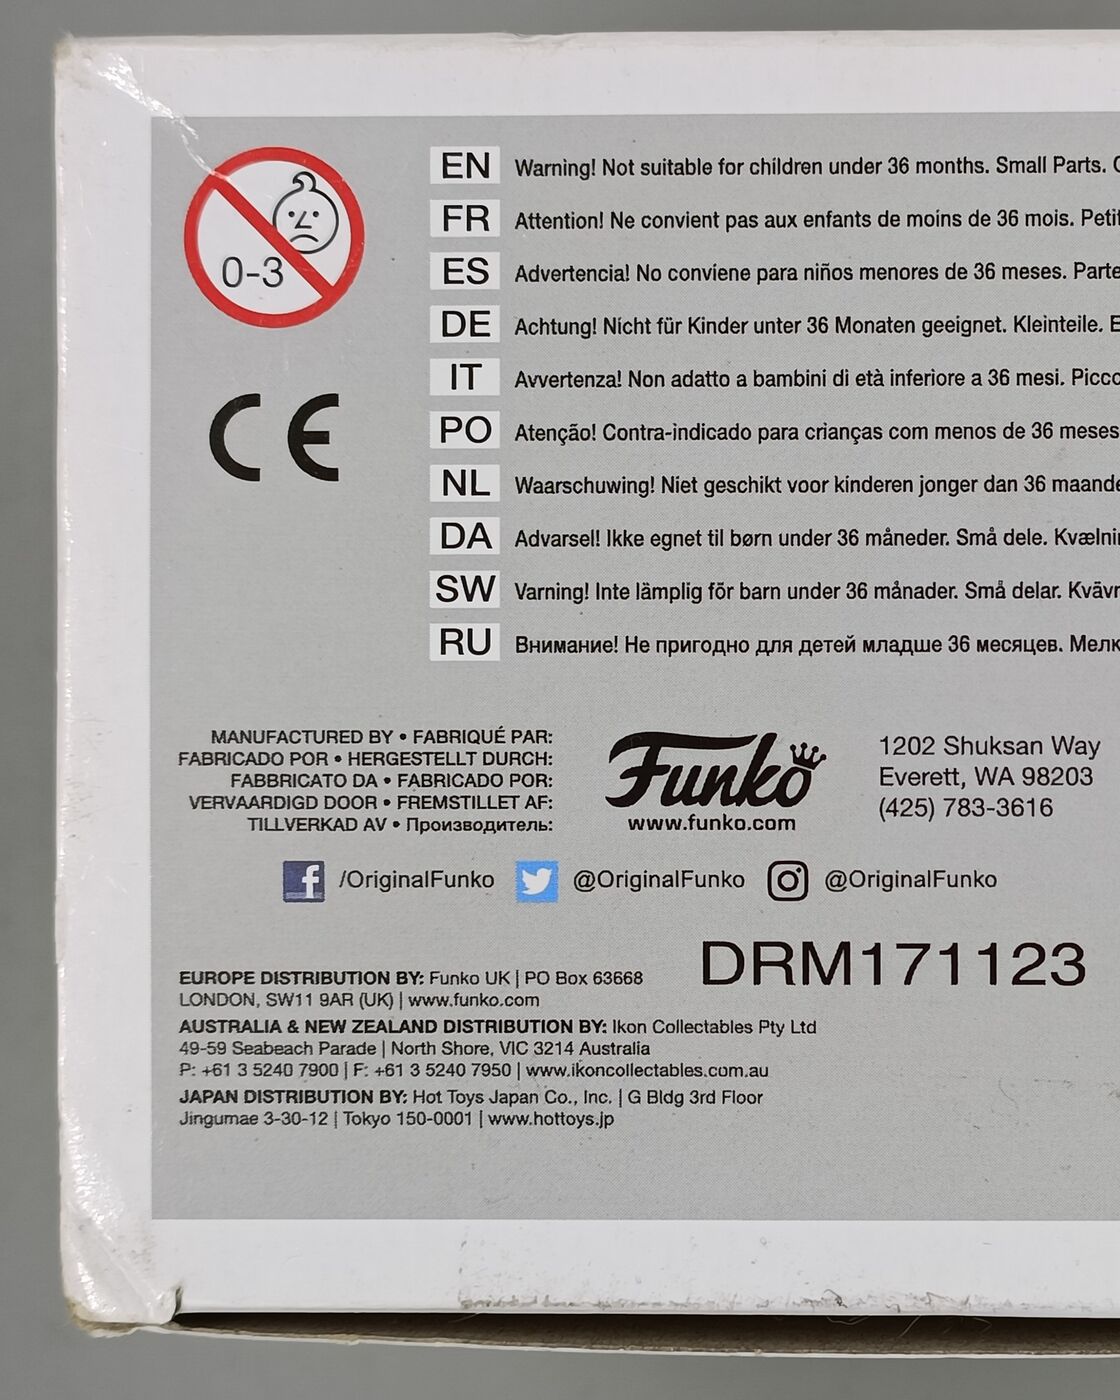 0-3
CE
EN Warning! Not suitable for children under 36 months. Small Parts.
FR Attention! Ne convient pas aux enfants de moins de 36 mois. Petit
ES Advertencia! No conviene para niños menores de 36 meses. Parte
DE Achtung! Nicht für Kinder unter 36 Monaten geeignet. Kleinteile. E
IT Avvertenza! Non adatto a bambini di età inferiore a 36 mesi. Picco
PO Atenção! Contra-indicado para crianças com menos de 36 meses
NL Waarschuwing! Niet geschikt voor kinderen jonger dan 36 maande
DA Advarsel! Ikke egnet til børn under 36 måneder. Små dele. Kvælni
SW Varning! Inte lämplig för barn under 36 månader. Små delar. Kvävr
RU Внимание! Не пригодно для детей младше 36 месяцев. Мелк
MANUFACTURED BY • FABRIQUÉ PAR:
FABRICADO POR • HERGESTELLT DURCH:
FABBRICATO DA • FABRICADO POR:
VERVAARDIGD DOOR • FREMSTILLET AF:
TILLVERKAD AV • Производитель:
Funko
www.funko.com
1202 Shuksan Way
Everett, WA 98203
(425) 783-3616
/OriginalFunko @OriginalFunko @OriginalFunko
DRM171123
EUROPE DISTRIBUTION BY: Funko UK | PO Box 63668
LONDON, SW11 9AR (UK) | www.funko.com
AUSTRALIA & NEW ZEALAND DISTRIBUTION BY: Ikon Collectables Pty Ltd
49-59 Seabeach Parade | North Shore, VIC 3214 Australia
P: +61 3 5240 7900 | F: +61 3 5240 7950 | www.ikoncollectables.com.au
JAPAN DISTRIBUTION BY: Hot Toys Japan Co., Inc. | G Bldg 3rd Floor
Jingumae 3-30-12 | Tokyo 150-0001 | www.hottoys.jp